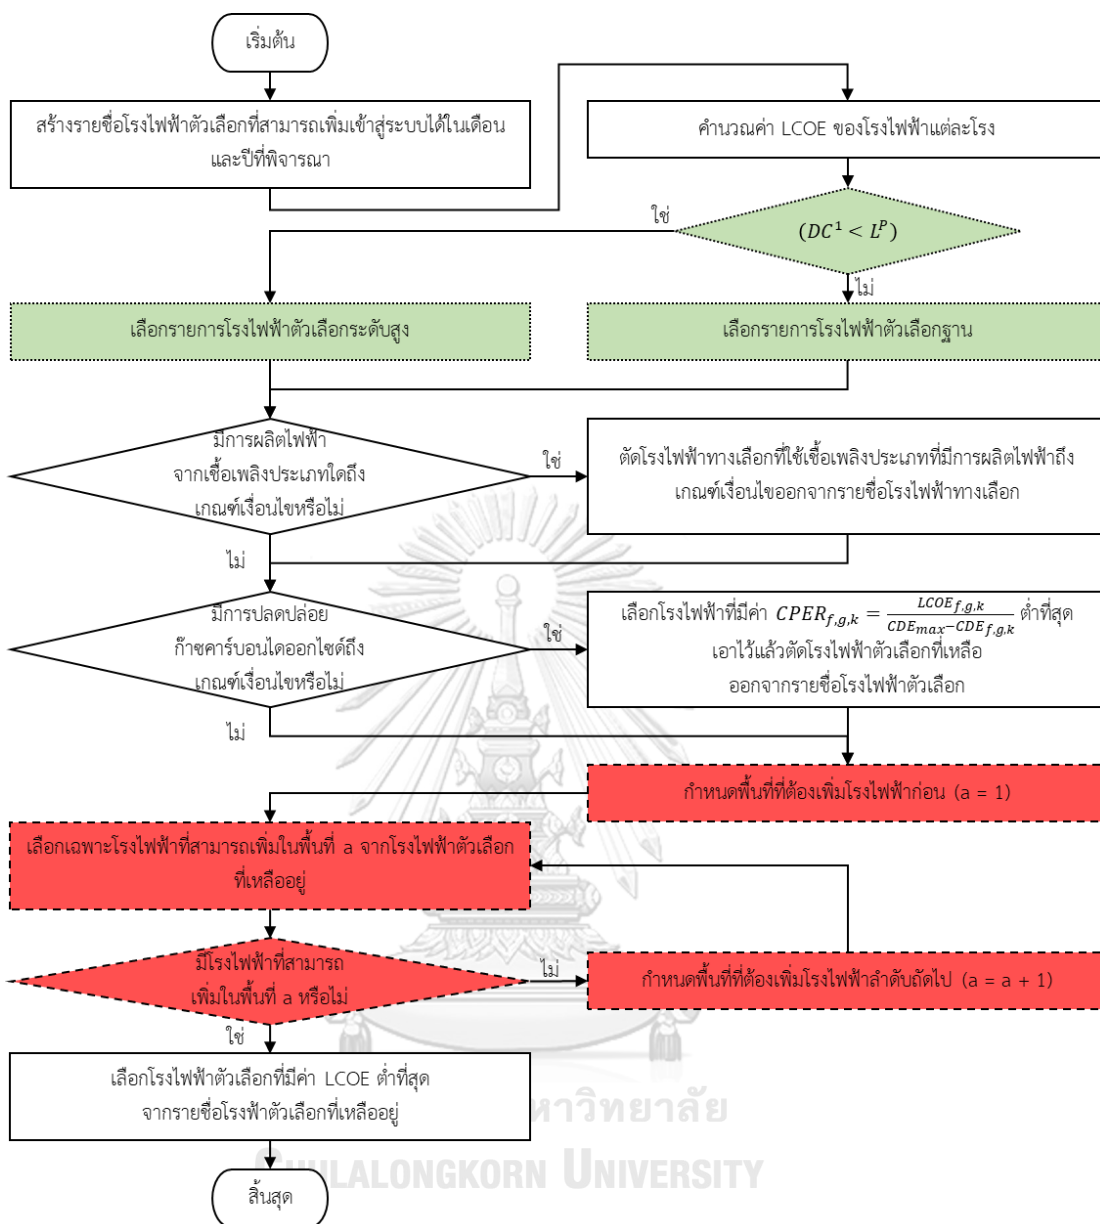 เริ่มต้น
สร้างรายชื่อโรงไฟฟ้าตัวเลือกที่สามารถเพิ่มเข้าสู่ระบบได้ในเดือน
และปีที่พิจารณา
คำนวณค่า LCOE ของโรงไฟฟ้าแต่ละโรง
ใช่
(DC¹ < Lᴾ)
ไม่
เลือกรายการโรงไฟฟ้าตัวเลือกระดับสูง
เลือกรายการโรงไฟฟ้าตัวเลือกฐาน
มีการผลิตไฟฟ้า
จากเชื้อเพลิงประเภทใดถึง
เกณฑ์เงื่อนไขหรือไม่
ใช่
ตัดโรงไฟฟ้าทางเลือกที่ใช้เชื้อเพลิงประเภทที่มีการผลิตไฟฟ้าถึง
เกณฑ์เงื่อนไขออกจากรายชื่อโรงไฟฟ้าทางเลือก
ไม่
มีการปลดปล่อย
ก๊าซคาร์บอนไดออกไซด์ถึง
เกณฑ์เงื่อนไขหรือไม่
ใช่
เลือกโรงไฟฟ้าที่มีค่า CPER_{f,g,k} = \frac{LCOE_{f,g,k}}{CDE_{max}-CDE_{f,g,k}} ต่ำที่สุด
เอาไว้แล้วตัดโรงไฟฟ้าตัวเลือกที่เหลือ
ออกจากรายชื่อโรงไฟฟ้าตัวเลือก
ไม่
กำหนดพื้นที่ที่ต้องเพิ่มโรงไฟฟ้าก่อน (a = 1)
เลือกเฉพาะโรงไฟฟ้าที่สามารถเพิ่มในพื้นที่ a จากโรงไฟฟ้าตัวเลือก
ที่เหลืออยู่
มีโรงไฟฟ้าที่สามารถ
เพิ่มในพื้นที่ a หรือไม่
ไม่
กำหนดพื้นที่ที่ต้องเพิ่มโรงไฟฟ้าลำดับถัดไป (a = a + 1)
ใช่
เลือกโรงไฟฟ้าตัวเลือกที่มีค่า LCOE ต่ำที่สุด
จากรายชื่อโรงฟ้าตัวเลือกที่เหลืออยู่
หาวิทยาลัย
LALONGKORN UNIVERSITY
สิ้นสุด